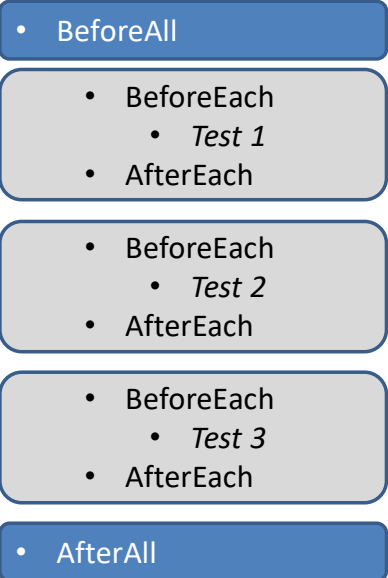 • BeforeAll
• BeforeEach
• Test 1
• AfterEach
• BeforeEach
• Test 2
• AfterEach
• BeforeEach
• Test 3
• AfterEach
• AfterAll